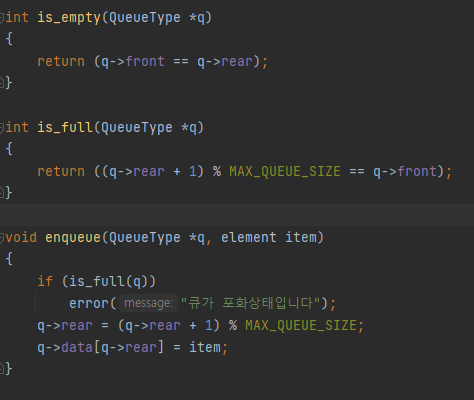 int is_empty(QueueType *q)
{
    return (q->front == q->rear);
}
int is_full(QueueType *q)
{
    return ((q->rear + 1) % MAX_QUEUE_SIZE == q->front);
}
void enqueue(QueueType *q, element item)
{
    if (is_full(q))
        error( message: "큐가 포화상태입니다");
    q->rear = (q->rear + 1) % MAX_QUEUE_SIZE;
    q->data[q->rear] = item;
}